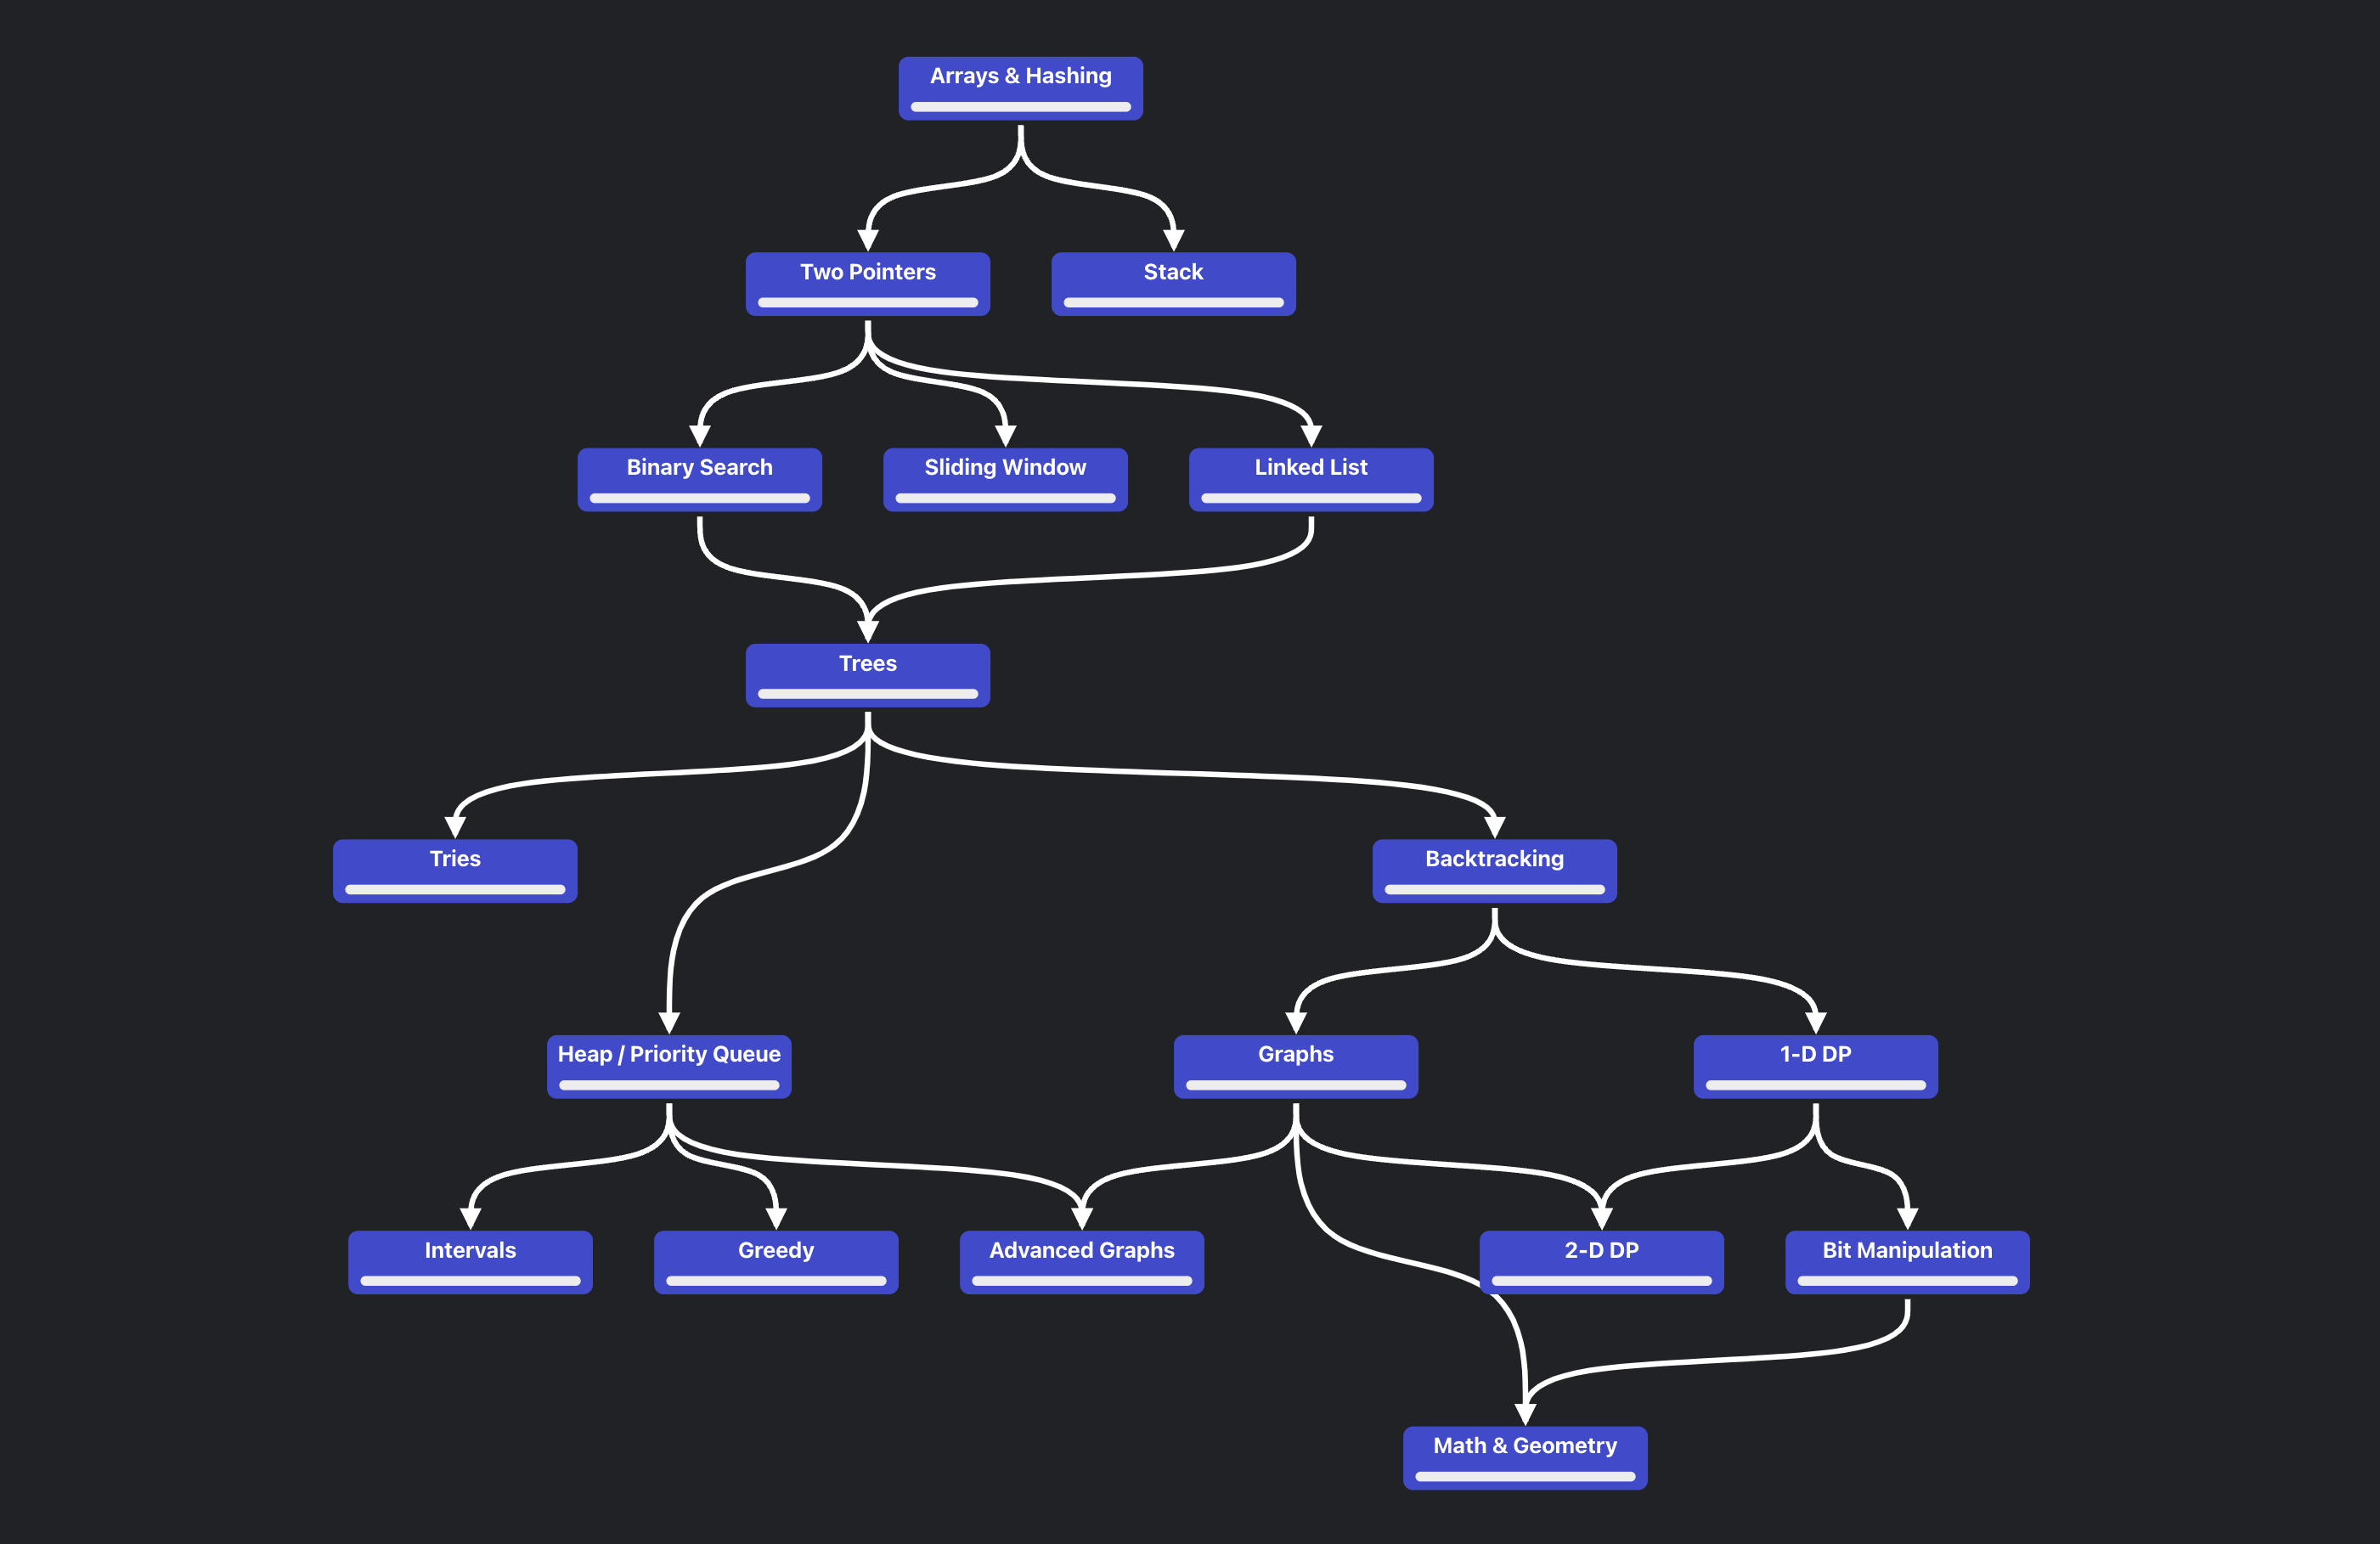 Arrays & Hashing
Two Pointers
Stack
Binary Search
Sliding Window
Linked List
Trees
Tries
Backtracking
Heap / Priority Queue
Graphs
1-D DP
Intervals
Greedy
Advanced Graphs
2-D DP
Bit Manipulation
Math & Geometry